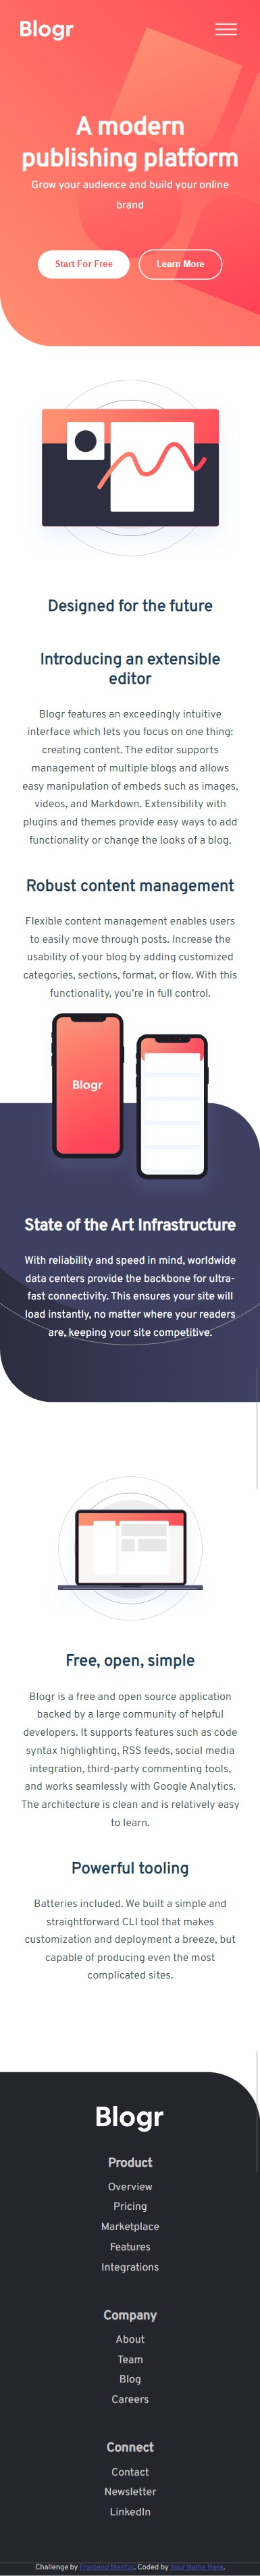 Blogr
A modern
publishing platform
Grow your audience and build your online
brand
Start For Free
Learn More
Designed for the future
Introducing an extensible
editor
Blogr features an exceedingly intuitive
interface which lets you focus on one thing:
creating content. The editor supports
management of multiple blogs and allows
easy manipulation of embeds such as images,
videos, and Markdown. Extensibility with
plugins and themes provide easy ways to add
functionality or change the looks of a blog.
Robust content management
Flexible content management enables users
to easily move through posts. Increase the
usability of your blog by adding customized
categories, sections, format, or flow. With this
functionality, you’re in full control.
Blogr
State of the Art Infrastructure
With reliability and speed in mind, worldwide
data centers provide the backbone for ultra-
fast connectivity. This ensures your site will
load instantly, no matter where your readers
are, keeping your site competitive.
Free, open, simple
Blogr is a free and open source application
backed by a large community of helpful
developers. It supports features such as code
syntax highlighting, RSS feeds, social media
integration, third-party commenting tools,
and works seamlessly with Google Analytics.
The architecture is clean and is relatively easy
to learn.
Powerful tooling
Batteries included. We built a simple and
straightforward CLI tool that makes
customization and deployment a breeze, but
capable of producing even the most
complicated sites.
Blogr
Product
Overview
Pricing
Marketplace
Features
Integrations
Company
About
Team
Blog
Careers
Connect
Contact
Newsletter
LinkedIn
Challenge by Frontend Mentor. Coded by Your Name Here.